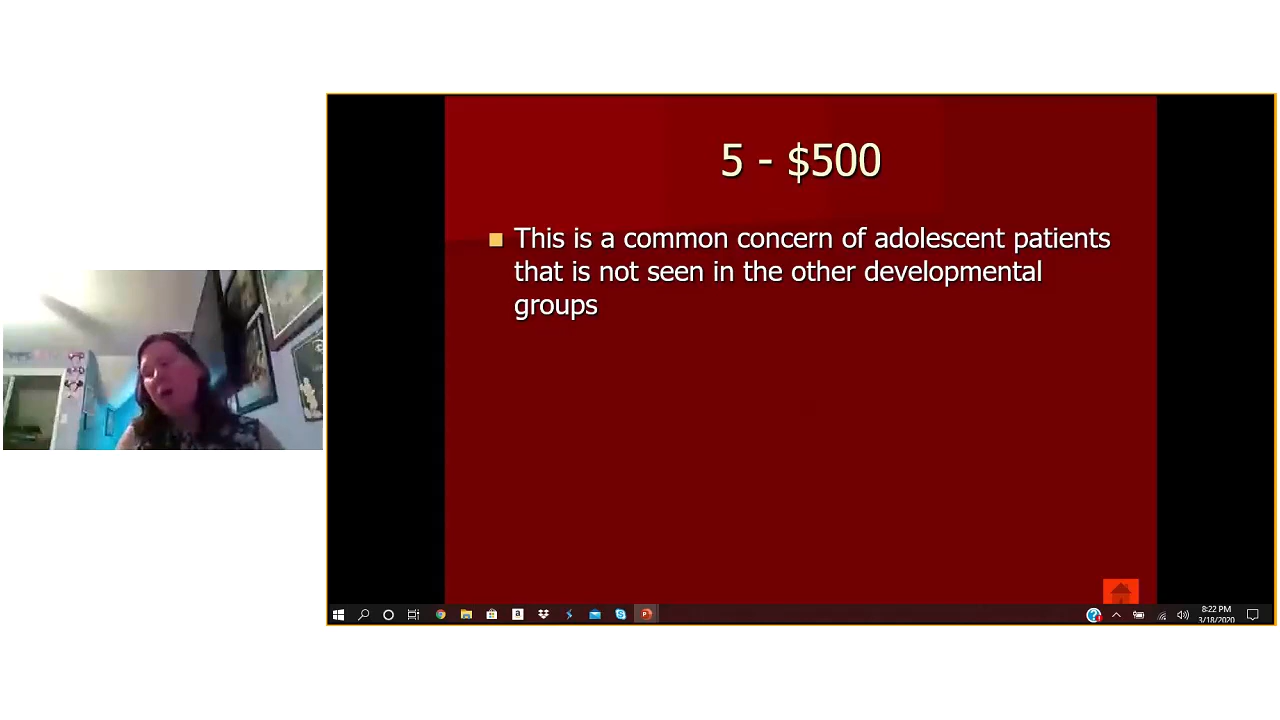 5 - $500
This is a common concern of adolescent patients
that is not seen in the other developmental
groups
8:22 PM
3/18/2020